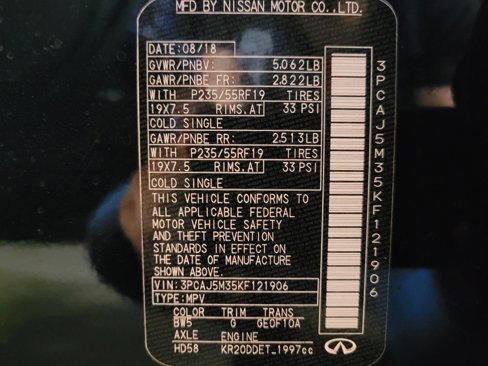 MFD BY NISSAN MOTOR CO.,LTD.
DATE:08/18
GVWR/PNBV: 5,062LB
GAWR/PNBE FR: 2,822LB
WITH P235/55RF19 TIRES
19X7.5 RIMS.AT 33 PSI
COLD SINGLE
GAWR/PNBE RR: 2,513LB
WITH P235/55RF19 TIRES
19X7.5 RIMS.AT 33 PSI
COLD SINGLE
THIS VEHICLE CONFORMS TO
ALL APPLICABLE FEDERAL
MOTOR VEHICLE SAFETY
AND THEFT PREVENTION
STANDARDS IN EFFECT ON
THE DATE OF MANUFACTURE
SHOWN ABOVE.
VIN:3PCAJ5M35KF121906
TYPE:MPV
COLOR TRIM TRANS
BW5 G GEOF10A
AXLE ENGINE
HD58 KR20DDET_1997cc
3PCAJ5M35KF121906